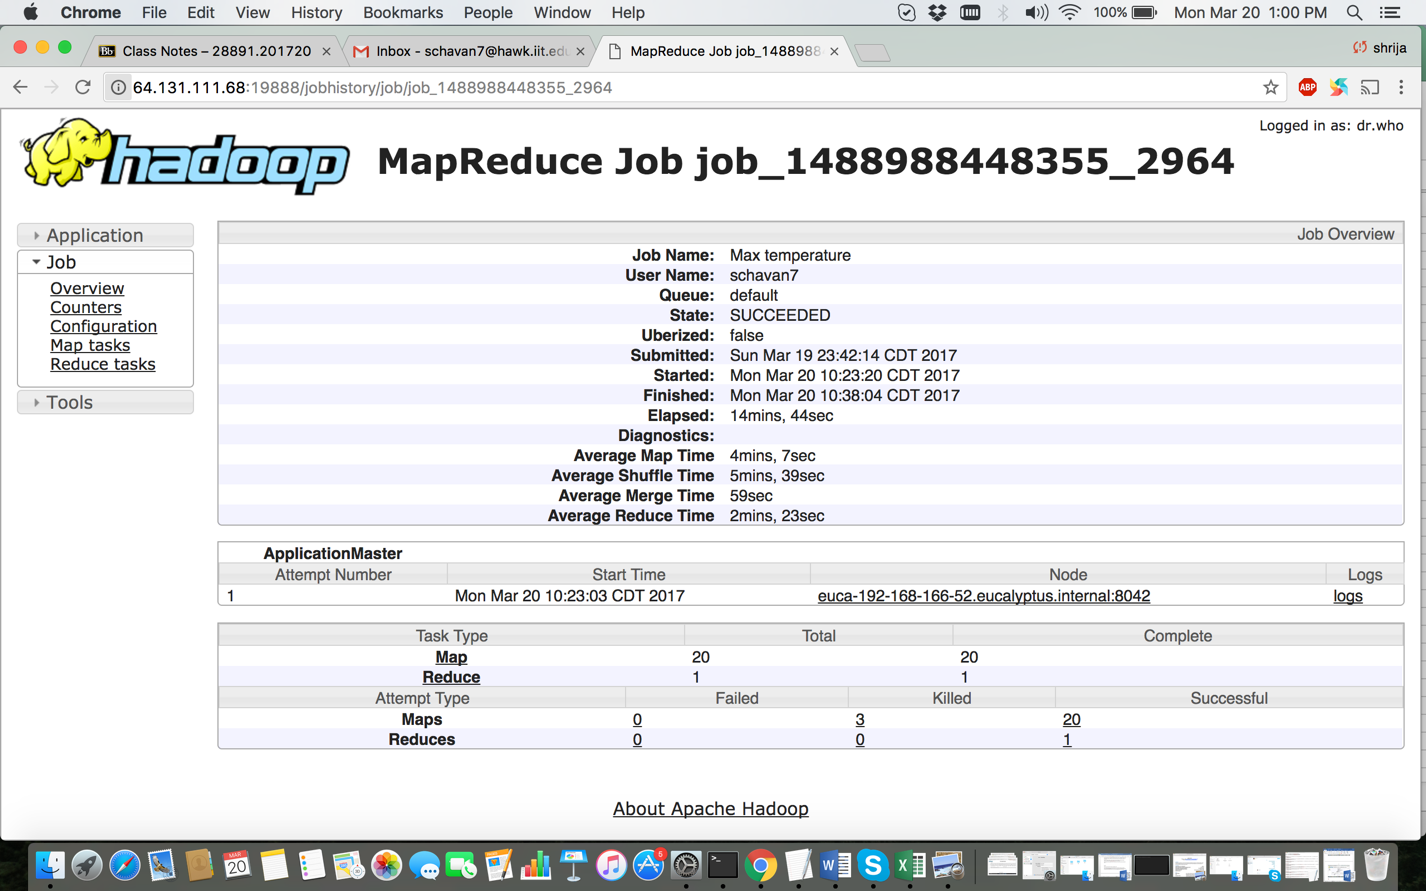 Chrome File Edit View History Bookmarks People Window Help 100% Mon Mar 20 1:00 PM
Bb Class Notes – 28891.201720 × Inbox - schavan7@hawk.iit.edu × MapReduce Job job_1488988 × shrija
64.131.111.68:19888/jobhistory/job/job_1488988448355_2964 ABP
Logged in as: dr.who
hadoop MapReduce Job job_1488988448355_2964
Application
Job
Overview
Counters
Configuration
Map tasks
Reduce tasks
Tools
Job Overview
Job Name: Max temperature
User Name: schavan7
Queue: default
State: SUCCEEDED
Uberized: false
Submitted: Sun Mar 19 23:42:14 CDT 2017
Started: Mon Mar 20 10:23:20 CDT 2017
Finished: Mon Mar 20 10:38:04 CDT 2017
Elapsed: 14mins, 44sec
Diagnostics:
Average Map Time 4mins, 7sec
Average Shuffle Time 5mins, 39sec
Average Merge Time 59sec
Average Reduce Time 2mins, 23sec
ApplicationMaster
Attempt Number Start Time Node Logs
1 Mon Mar 20 10:23:03 CDT 2017 euca-192-168-166-52.eucalyptus.internal:8042 logs
Task Type Total Complete
Map 20 20
Reduce 1 1
Attempt Type Failed Killed Successful
Maps 0 3 20
Reduces 0 0 1
About Apache Hadoop
MAR
20
5